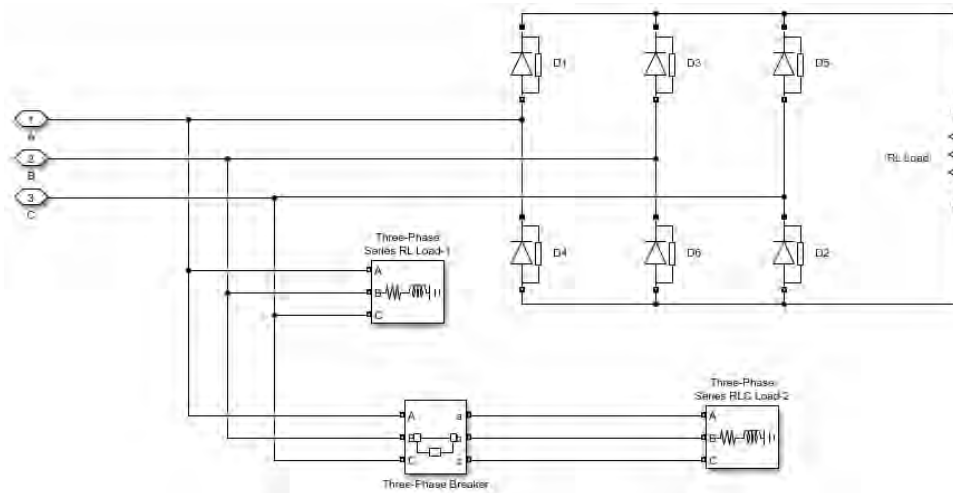 D1
D3
D5
1
A
2
B
RL Load
3
C
Three-Phase
Series RL Load-1
D4
D6
D2
A
B
C
Three-Phase
Series RLC Load-2
A
a
A
B
b
B
C
c
C
Three-Phase Breaker